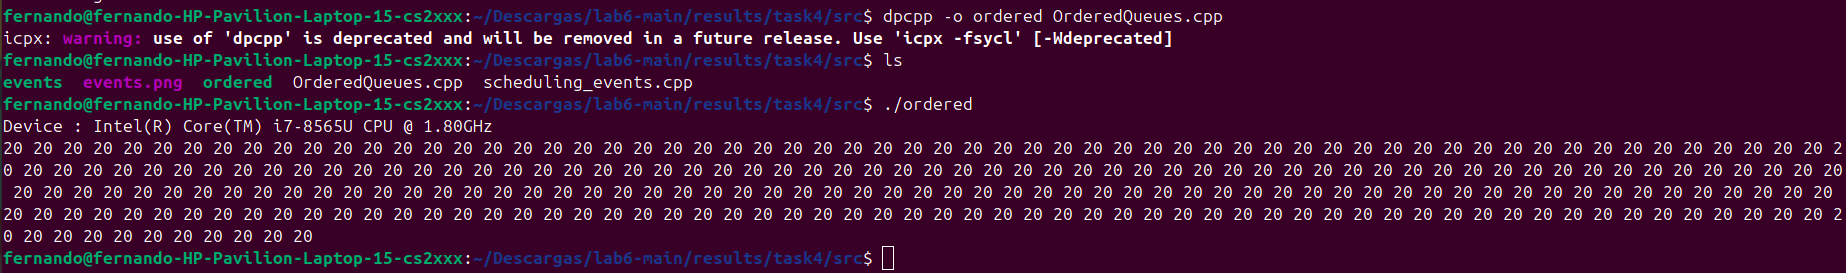 fernando@fernando-HP-Pavilion-Laptop-15-cs2xxx:~/Descargas/lab6-main/results/task4/src$ dpcpp -o ordered OrderedQueues.cpp
icpx: warning: use of 'dpcpp' is deprecated and will be removed in a future release. Use 'icpx -fsycl' [-Wdeprecated]
fernando@fernando-HP-Pavilion-Laptop-15-cs2xxx:~/Descargas/lab6-main/results/task4/src$ ls
events events.png ordered OrderedQueues.cpp scheduling_events.cpp
fernando@fernando-HP-Pavilion-Laptop-15-cs2xxx:~/Descargas/lab6-main/results/task4/src$ ./ordered
Device : Intel(R) Core(TM) i7-8565U CPU @ 1.80GHz
20 20 20 20 20 20 20 20 20 20 20 20 20 20 20 20 20 20 20 20 20 20 20 20 20 20 20 20 20 20 20 20 20 20 20 20 20 20 20 20 20 20 20 20 20 20 20 20 20 20 20 20 20 20 20 20 20 20 20 20 20 2
0 20 20 20 20 20 20 20 20 20 20 20 20 20 20 20 20 20 20 20 20 20 20 20 20 20 20 20 20 20 20 20 20 20 20 20 20 20 20 20 20 20 20 20 20 20 20 20 20 20 20 20 20 20 20 20 20 20 20 20 20 20
20 20 20 20 20 20 20 20 20 20 20 20 20 20 20 20 20 20 20 20 20 20 20 20 20 20 20 20 20 20 20 20 20 20 20 20 20 20 20 20 20 20 20 20 20 20 20 20 20 20 20 20 20 20 20 20 20 20 20 20 20
20 20 20 20 20 20 20 20 20 20 20 20 20 20 20 20 20 20 20 20 20 20 20 20 20 20 20 20 20 20 20 20 20 20 20 20 20 20 20 20 20 20 20 20 20 20 20 20 20 20 20 20 20 20 20 20 20 20 20 20 20 2
0 20 20 20 20 20 20 20 20 20 20
fernando@fernando-HP-Pavilion-Laptop-15-cs2xxx:~/Descargas/lab6-main/results/task4/src$